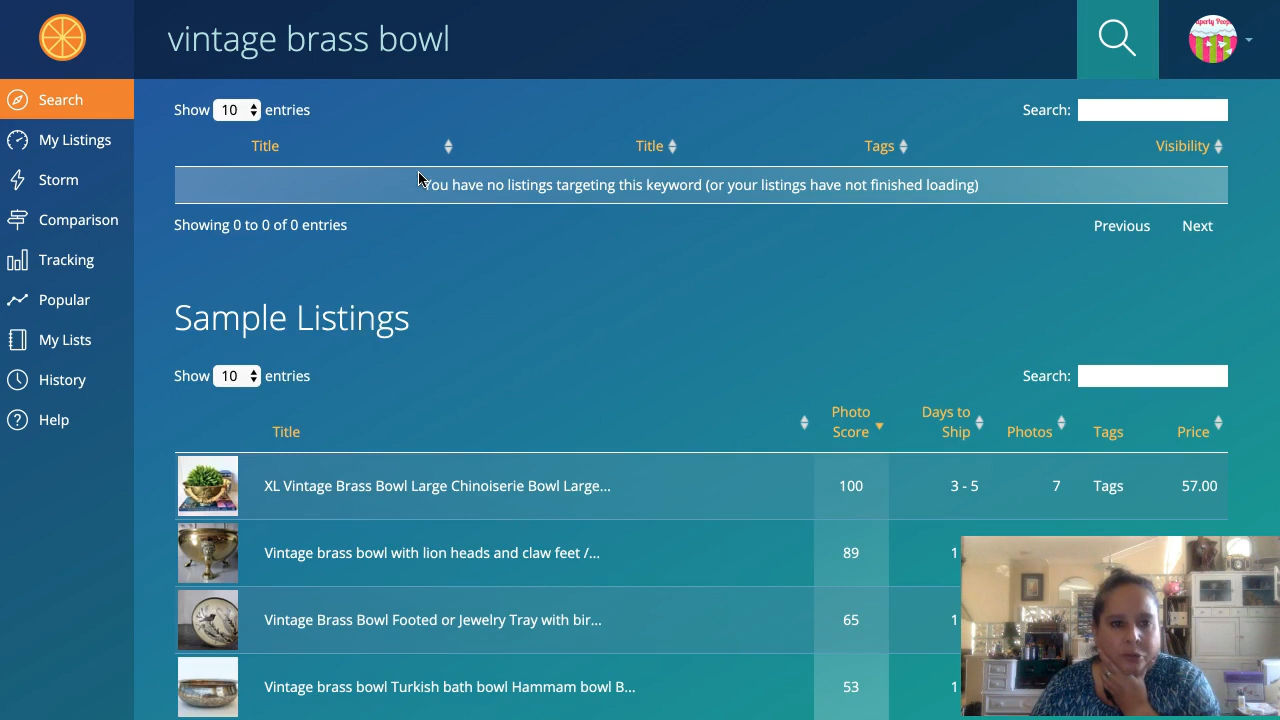 vintage brass bowl
Search
My Listings
Storm
Comparison
Tracking
Popular
My Lists
History
Help
Show 10 entries
Search:
Title Title Tags Visibility
You have no listings targeting this keyword (or your listings have not finished loading)
Showing 0 to 0 of 0 entries
Previous Next
Sample Listings
Show 10 entries
Search:
Title Photo Score Days to Ship Photos Tags Price
XL Vintage Brass Bowl Large Chinoiserie Bowl Large... 100 3 - 5 7 Tags 57.00
Vintage brass bowl with lion heads and claw feet /... 89 1
Vintage Brass Bowl Footed or Jewelry Tray with bir... 65 1
Vintage brass bowl Turkish bath bowl Hammam bowl B... 53 1